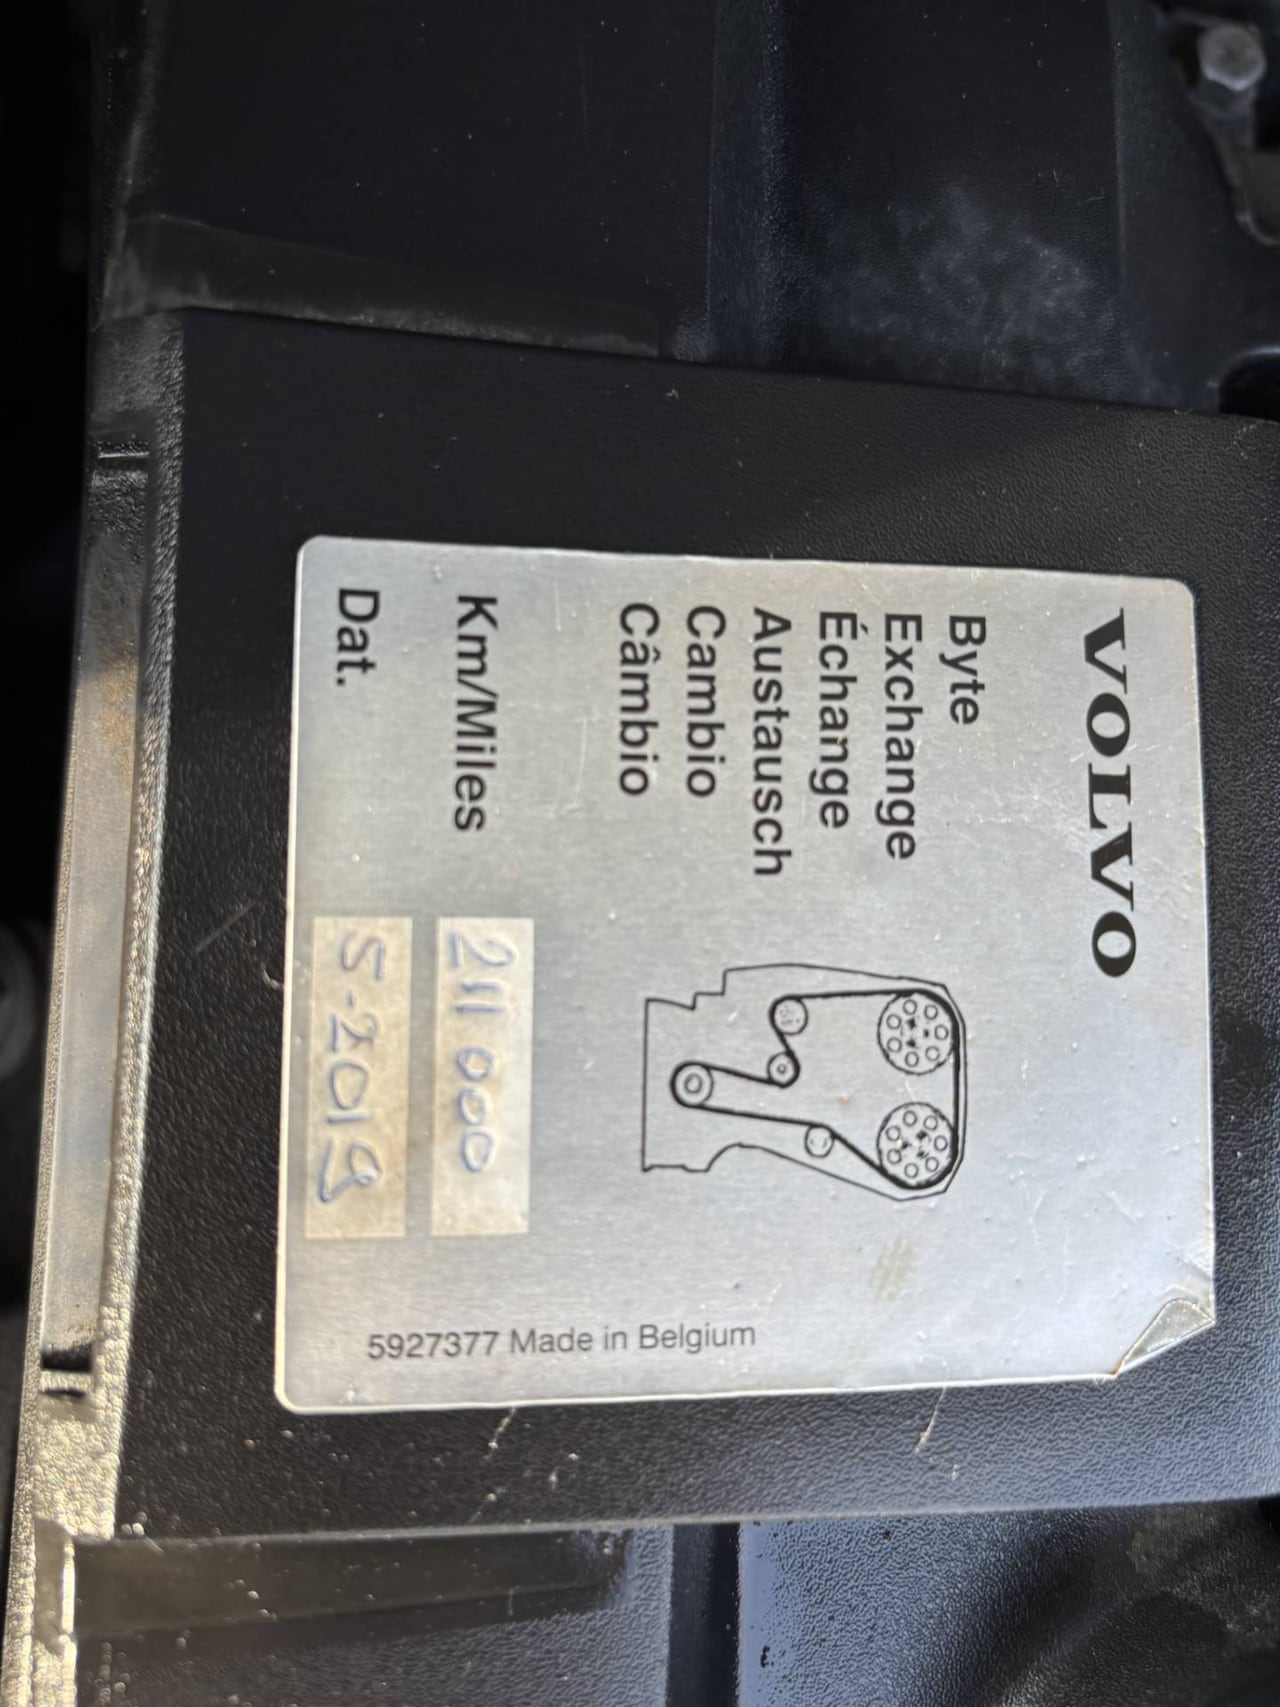 VOLVO
Byte
Exchange
Échange
Austausch
Cambio
Câmbio
Km/Miles 211 000
Dat. 5-2019
5927377 Made in Belgium